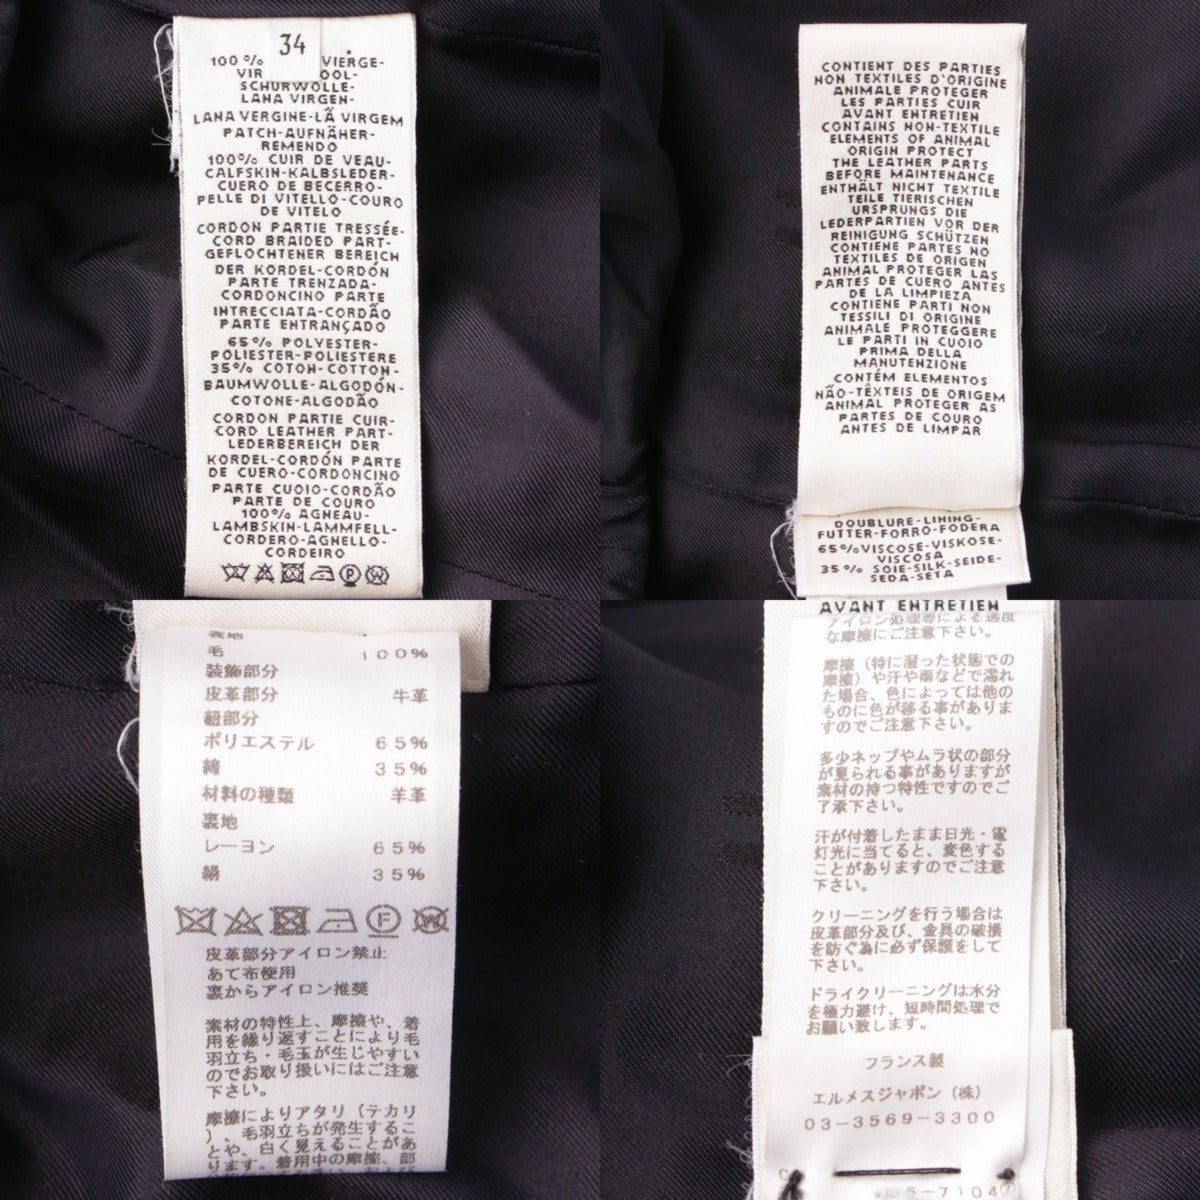 34
100%
VIERGE-
SCHURWOLLE-
LANA VIRGEN-
LANA VERGINE-LÃ VIRGEM
PATCH-AUFNÄHER-
REMENDO
100% CUIR DE VEAU-
CALFSKIN-KALBSLEDER-
CUERO DE BECERRO-
PELLE DI VITELLO-COURO
DE VITELO
CORDON PARTIE TRESSÉE-
CORD BRAIDED PART-
GEFLOCHTENER BEREICH
DER KORDEL-CORDÓN
PARTE TRENZADA-
CORDONCINO PARTE
INTRECCIATA-CORDÃO
PARTE ENTRANÇADO
65% POLYESTER-
POLIESTER-POLIESTERE
35% COTON-COTTON-
BAUMWOLLE-ALGODÓN-
COTONE-ALGODÃO
CORDON PARTIE CUIR-
CORD LEATHER PART-
LEDERBEREICH DER
KORDEL-CORDÓN PARTE
DE CUERO-CORDONCINO
PARTE CUOIO-CORDÃO
PARTE DE COURO
100% AGNEAU-
LAMBSKIN-LAMMFELL-
CORDERO-AGNELLO-
CORDEIRO
CONTIENT DES PARTIES
NON TEXTILES D'ORIGINE
ANIMALE PROTEGER
LES PARTIES CUIR
AVANT ENTRETIEN
CONTAINS NON-TEXTILE
ELEMENTS OF ANIMAL
ORIGIN PROTECT
THE LEATHER PARTS
BEFORE MAINTENANCE
ENTHÄLT NICHT TEXTILE
TEILE TIERISCHEN
URSPRUNGS DIE
LEDERPARTIEN VOR DER
REINIGUNG SCHÜTZEN
CONTIENE PARTES NO
TEXTILES DE ORIGEN
ANIMAL PROTEGER LAS
PARTES DE CUERO ANTES
DE LA LIMPIEZA
CONTIENE PARTI NON
TESSILI DI ORIGINE
ANIMALE PROTEGGERE
LE PARTI IN CUOIO
PRIMA DELLA
MANUTENZIONE
CONTÉM ELEMENTOS
NÃO-TÊXTEIS DE ORIGEM
ANIMAL PROTEGER AS
PARTES DE COURO
ANTES DE LIMPAR
DOUBLURE-LINING-
FUTTER-FORRO-FODERA
65%VISCOSE-VISKOSE-
VISCOSA
35% SOIE-SILK-SEIDE-
SEDA-SETA
表地
毛 100%
装飾部分
皮革部分 牛革
紐部分
ポリエステル 65%
綿 35%
材料の種類 羊革
裏地
レーヨン 65%
絹 35%
皮革部分アイロン禁止
あて布使用
裏からアイロン推奨
素材の特性上、摩擦や、着
用を繰り返すことにより毛
羽立ち・毛玉が生じやすい
のでお取り扱いにはご注意
下さい。
摩擦によりアタリ（テカリ
）、毛羽立ちが発生するこ
とや、白く見えることがあ
ります。着用中の摩擦、部
AVANT ENTRETIEN
アイロン処理等による過度
な摩擦にご注意下さい。
摩擦（特に湿った状態での
摩擦）や汗や雨などで濡れ
た場合、色によっては他の
ものに色が移る事がありま
すのでご注意下さい。
多少ネップやムラ状の部分
が見られる事がありますが
素材の持つ特性ですのでご
了承下さい。
汗が付着したまま日光・電
灯光に当てると、変色する
ことがありますのでご注意
下さい。
クリーニングを行う場合は
皮革部分及び、金具の破損
を防ぐ為に必ず保護をして
下さい。
ドライクリーニングは水分
を極力避け、短時間処理で
お願い致します。
フランス製
エルメスジャポン（株）
03-3569-3300
6-7104